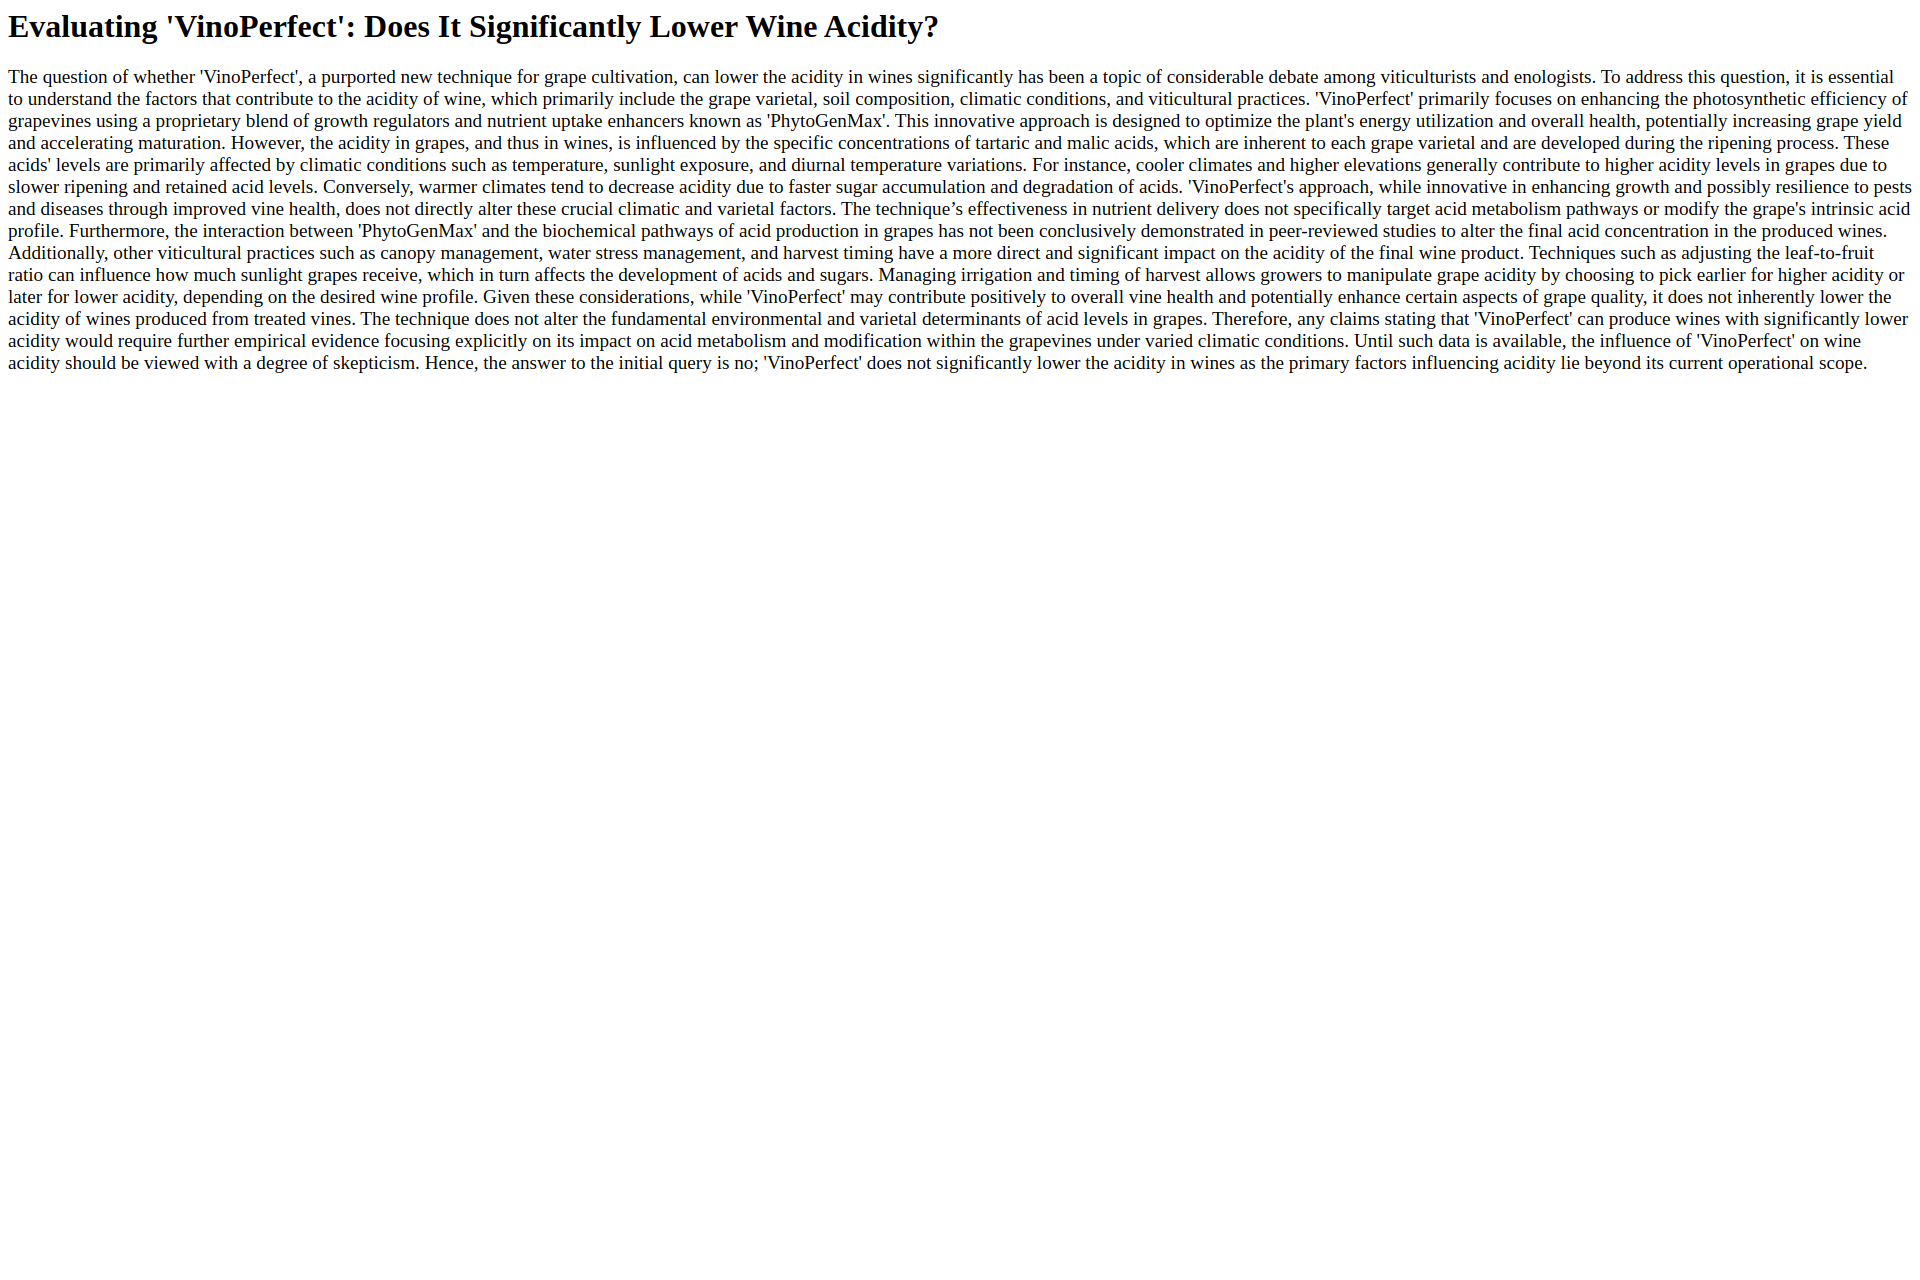 Evaluating 'VinoPerfect': Does It Significantly Lower Wine Acidity?
The question of whether 'VinoPerfect', a purported new technique for grape cultivation, can lower the acidity in wines significantly has been a topic of considerable debate among viticulturists and enologists. To address this question, it is essential
to understand the factors that contribute to the acidity of wine, which primarily include the grape varietal, soil composition, climatic conditions, and viticultural practices. 'VinoPerfect' primarily focuses on enhancing the photosynthetic efficiency of
grapevines using a proprietary blend of growth regulators and nutrient uptake enhancers known as 'PhytoGenMax'. This innovative approach is designed to optimize the plant's energy utilization and overall health, potentially increasing grape yield
and accelerating maturation. However, the acidity in grapes, and thus in wines, is influenced by the specific concentrations of tartaric and malic acids, which are inherent to each grape varietal and are developed during the ripening process. These
acids' levels are primarily affected by climatic conditions such as temperature, sunlight exposure, and diurnal temperature variations. For instance, cooler climates and higher elevations generally contribute to higher acidity levels in grapes due to
slower ripening and retained acid levels. Conversely, warmer climates tend to decrease acidity due to faster sugar accumulation and degradation of acids. 'VinoPerfect's approach, while innovative in enhancing growth and possibly resilience to pests
and diseases through improved vine health, does not directly alter these crucial climatic and varietal factors. The technique’s effectiveness in nutrient delivery does not specifically target acid metabolism pathways or modify the grape's intrinsic acid
profile. Furthermore, the interaction between 'PhytoGenMax' and the biochemical pathways of acid production in grapes has not been conclusively demonstrated in peer-reviewed studies to alter the final acid concentration in the produced wines.
Additionally, other viticultural practices such as canopy management, water stress management, and harvest timing have a more direct and significant impact on the acidity of the final wine product. Techniques such as adjusting the leaf-to-fruit
ratio can influence how much sunlight grapes receive, which in turn affects the development of acids and sugars. Managing irrigation and timing of harvest allows growers to manipulate grape acidity by choosing to pick earlier for higher acidity or
later for lower acidity, depending on the desired wine profile. Given these considerations, while 'VinoPerfect' may contribute positively to overall vine health and potentially enhance certain aspects of grape quality, it does not inherently lower the
acidity of wines produced from treated vines. The technique does not alter the fundamental environmental and varietal determinants of acid levels in grapes. Therefore, any claims stating that 'VinoPerfect' can produce wines with significantly lower
acidity would require further empirical evidence focusing explicitly on its impact on acid metabolism and modification within the grapevines under varied climatic conditions. Until such data is available, the influence of 'VinoPerfect' on wine
acidity should be viewed with a degree of skepticism. Hence, the answer to the initial query is no; 'VinoPerfect' does not significantly lower the acidity in wines as the primary factors influencing acidity lie beyond its current operational scope.